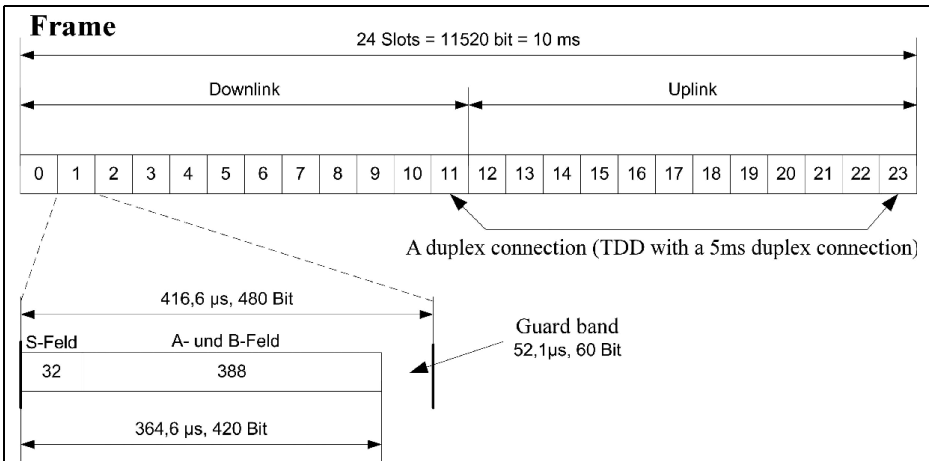 Frame
24 Slots = 11520 bit = 10 ms
Downlink Uplink
0 1 2 3 4 5 6 7 8 9 10 11 12 13 14 15 16 17 18 19 20 21 22 23
A duplex connection (TDD with a 5ms duplex connection)
416,6 µs, 480 Bit
Guard band
52,1µs, 60 Bit
S-Feld A- und B-Feld
32 388
364,6 µs, 420 Bit